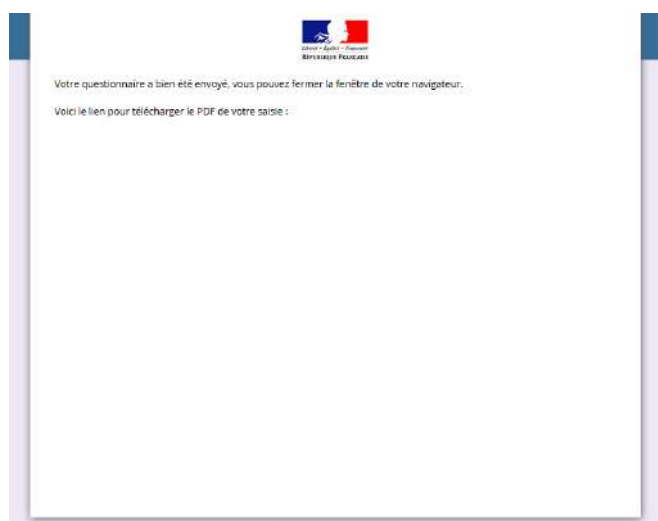 Liberté • Égalité • Fraternité
RÉPUBLIQUE FRANÇAISE
Votre questionnaire a bien été envoyé, vous pouvez fermer la fenêtre de votre navigateur.
Voici le lien pour télécharger le PDF de votre saisie :